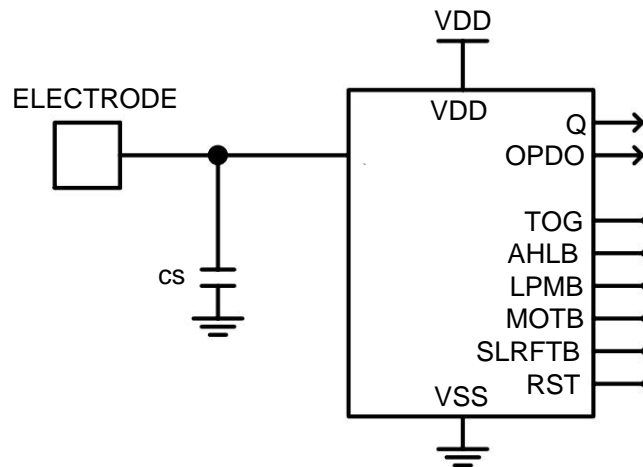 VDD
ELECTRODE
VDD
Q
OPDO
TOG
AHLB
LPMB
CS
MOTB
SLRFTB
RST
VSS